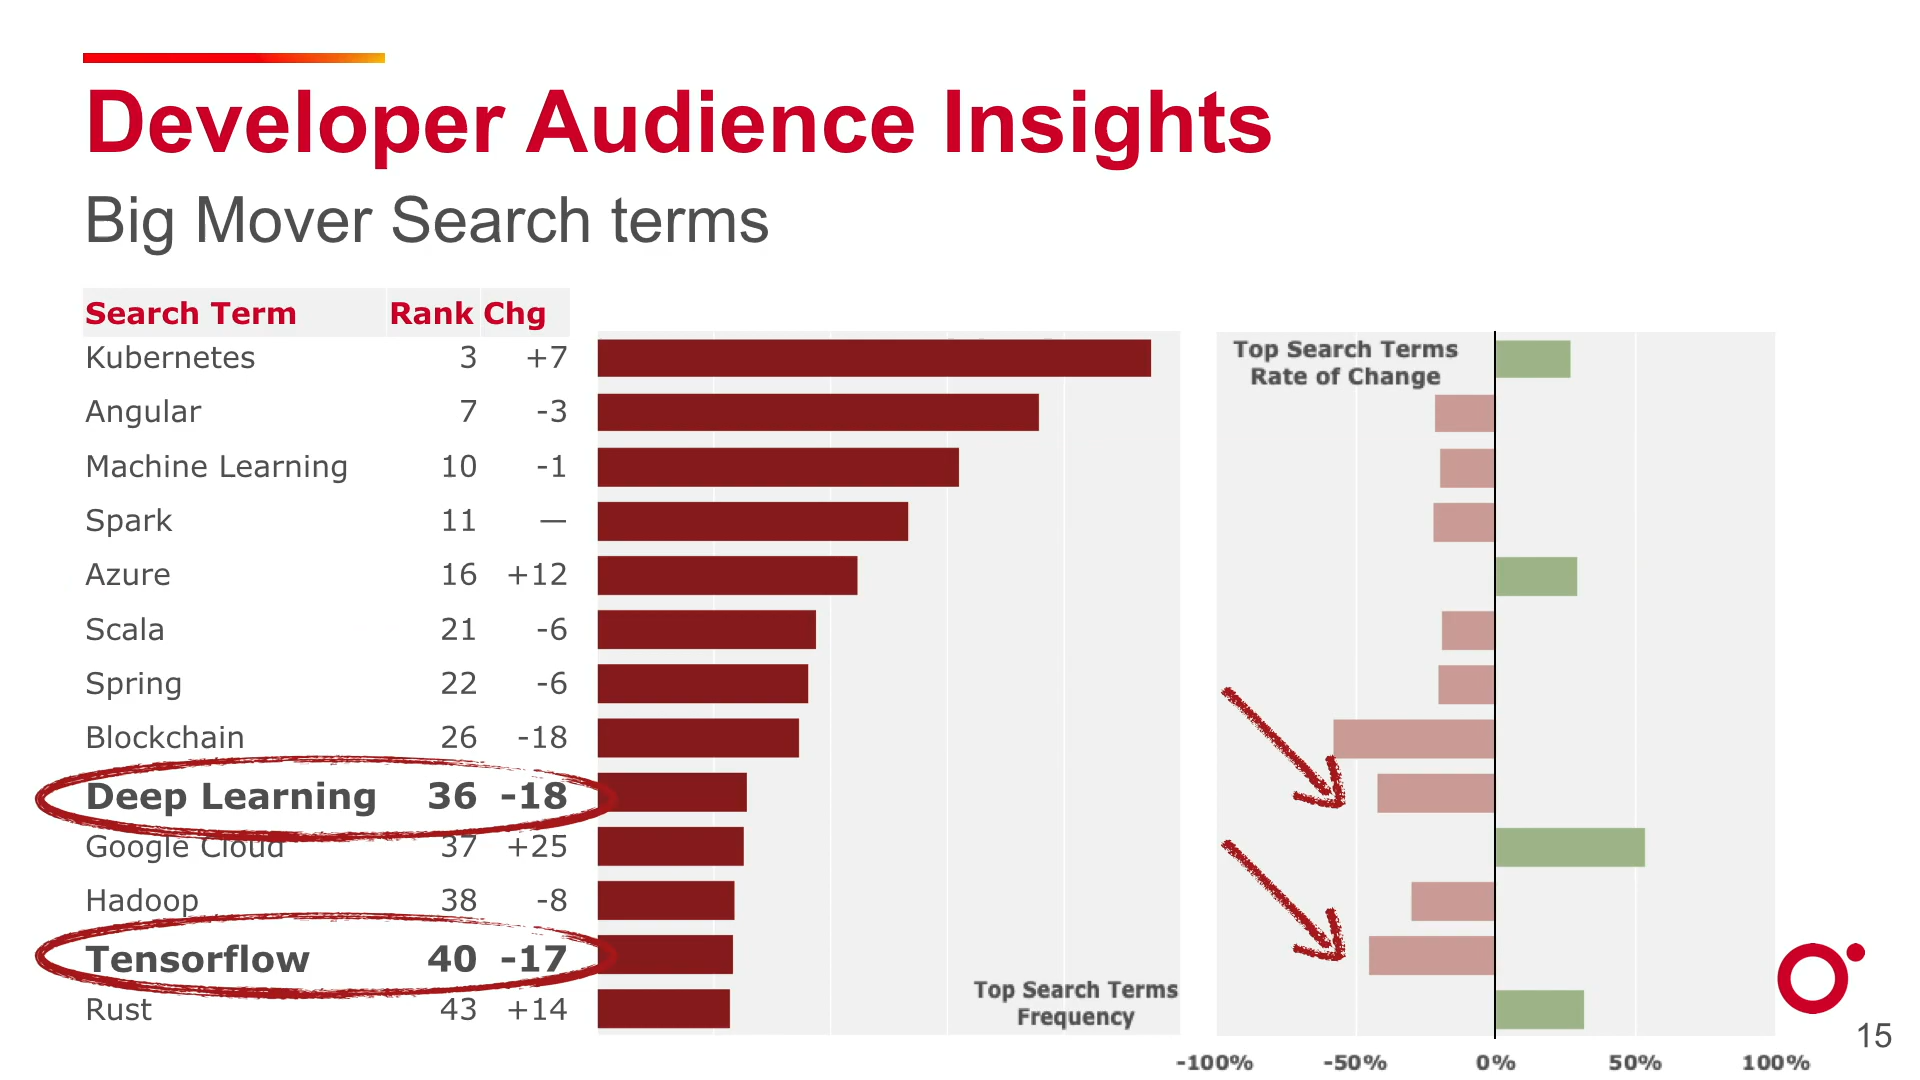 Developer Audience Insights
Big Mover Search terms
Search Term Rank Chg
Kubernetes 3 +7
Angular 7 -3
Machine Learning 10 -1
Spark 11 —
Azure 16 +12
Scala 21 -6
Spring 22 -6
Blockchain 26 -18
Deep Learning 36 -18
Google Cloud 37 +25
Hadoop 38 -8
Tensorflow 40 -17
Rust 43 +14
Top Search Terms
Frequency
Top Search Terms
Rate of Change
-100% -50% 0% 50% 100%
15